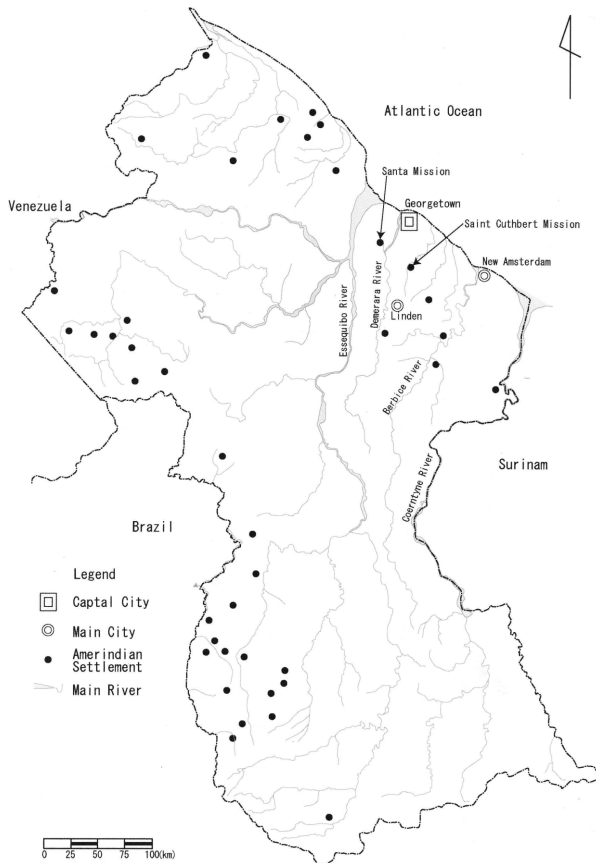 Atlantic Ocean
Santa Mission
Georgetown
Venezuela
Saint Cuthbert Mission
New Amsterdam
Essequibo River
Demerara River
Linden
Berbice River
Coerntyne River
Surinam
Brazil
Legend
Captal City
Main City
Amerindian
Settlement
Main River
0 25 50 75 100(km)